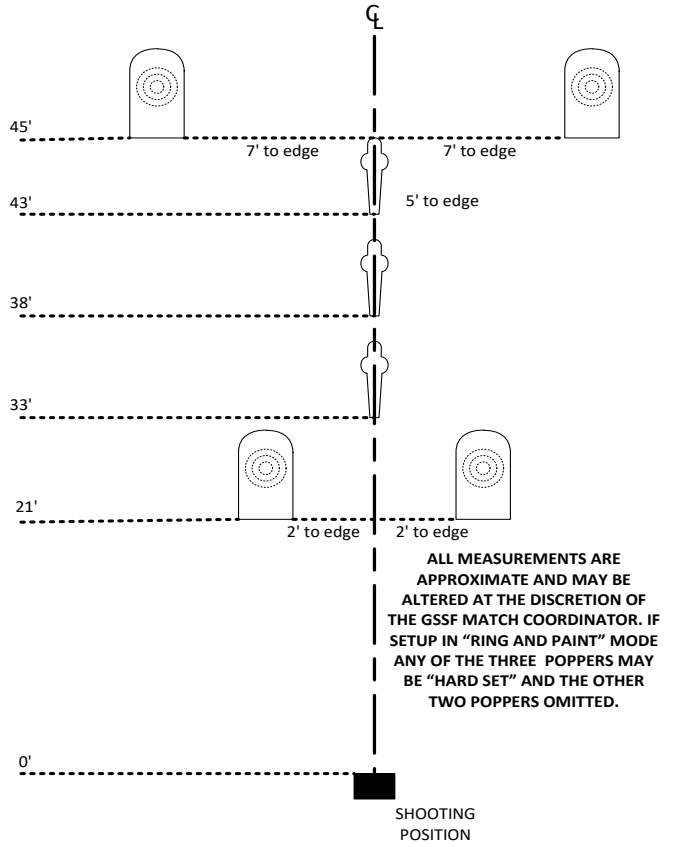 ℄
45'
7' to edge 7' to edge
5' to edge
43'
38'
33'
21'
2' to edge 2' to edge
ALL MEASUREMENTS ARE
APPROXIMATE AND MAY BE
ALTERED AT THE DISCRETION OF
THE GSSF MATCH COORDINATOR. IF
SETUP IN “RING AND PAINT” MODE
ANY OF THE THREE POPPERS MAY
BE “HARD SET” AND THE OTHER
TWO POPPERS OMITTED.
0'
SHOOTING
POSITION